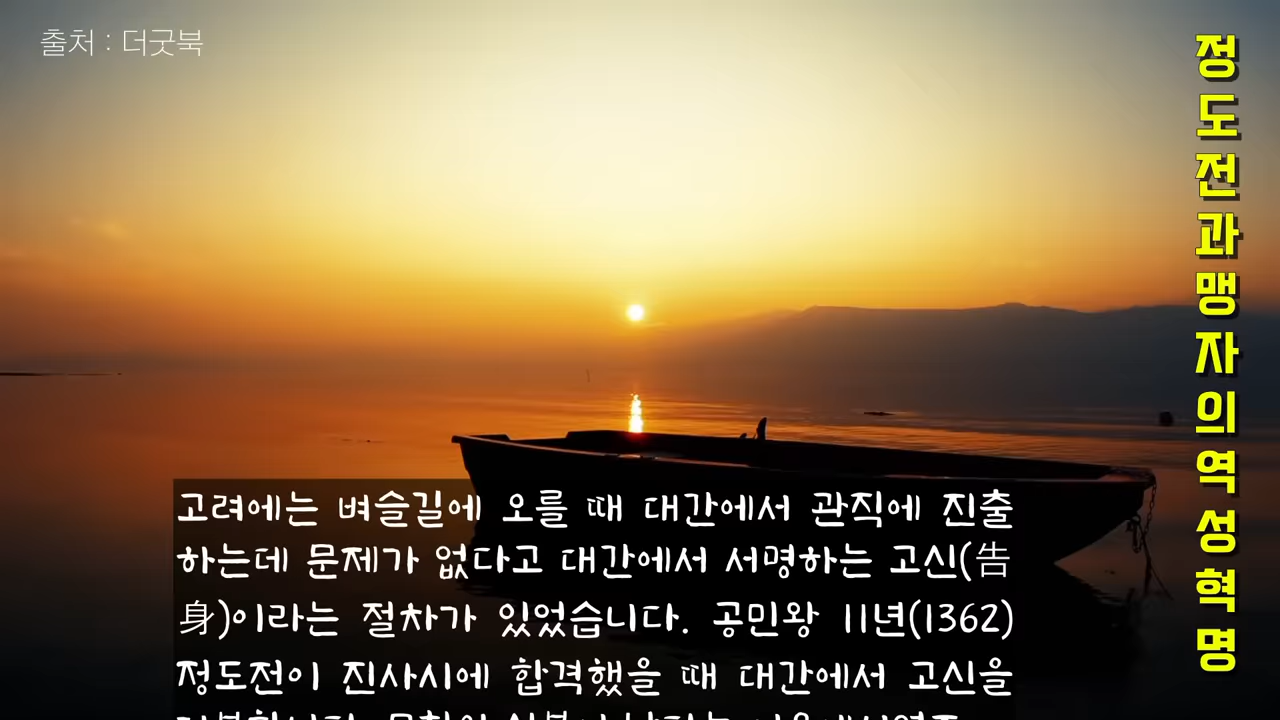 출처 : 더굿북
정도전과맹자의역성혁명
고려에는 벼슬길에 오를 때 대간에서 관직에 진출
하는데 문제가 없다고 대간에서 서명하는 고신(告
身)이라는 절차가 있었습니다. 공민왕 11년(1362)
정도전이 진사시에 합격했을 때 대간에서 고신을